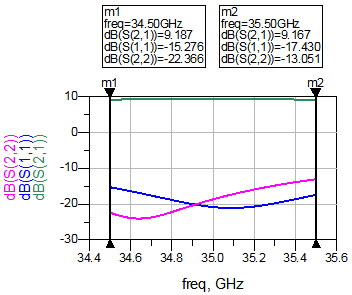 m1
freq=34.50GHz
dB(S(2,1))=9.187
dB(S(1,1))=-15.276
dB(S(2,2))=-22.366
m2
freq=35.50GHz
dB(S(2,1))=9.167
dB(S(1,1))=-17.430
dB(S(2,2))=-13.051
m1
m2
10
0
-10
-20
-30
dB(S(2,2))
dB(S(1,1))
dB(S(2,1))
34.4 34.6 34.8 35.0 35.2 35.4 35.6
freq, GHz